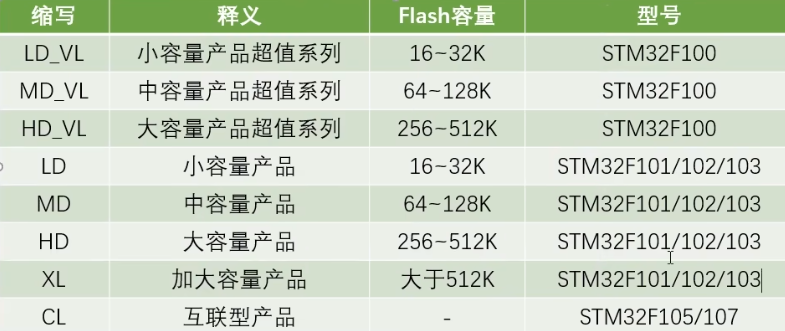 缩写 释义 Flash容量 型号
LD_VL 小容量产品超值系列 16~32K STM32F100
MD_VL 中容量产品超值系列 64~128K STM32F100
HD_VL 大容量产品超值系列 256~512K STM32F100
LD 小容量产品 16~32K STM32F101/102/103
MD 中容量产品 64~128K STM32F101/102/103
HD 大容量产品 256~512K STM32F101/102/103
XL 加大容量产品 大于512K STM32F101/102/103
CL 互联型产品 - STM32F105/107